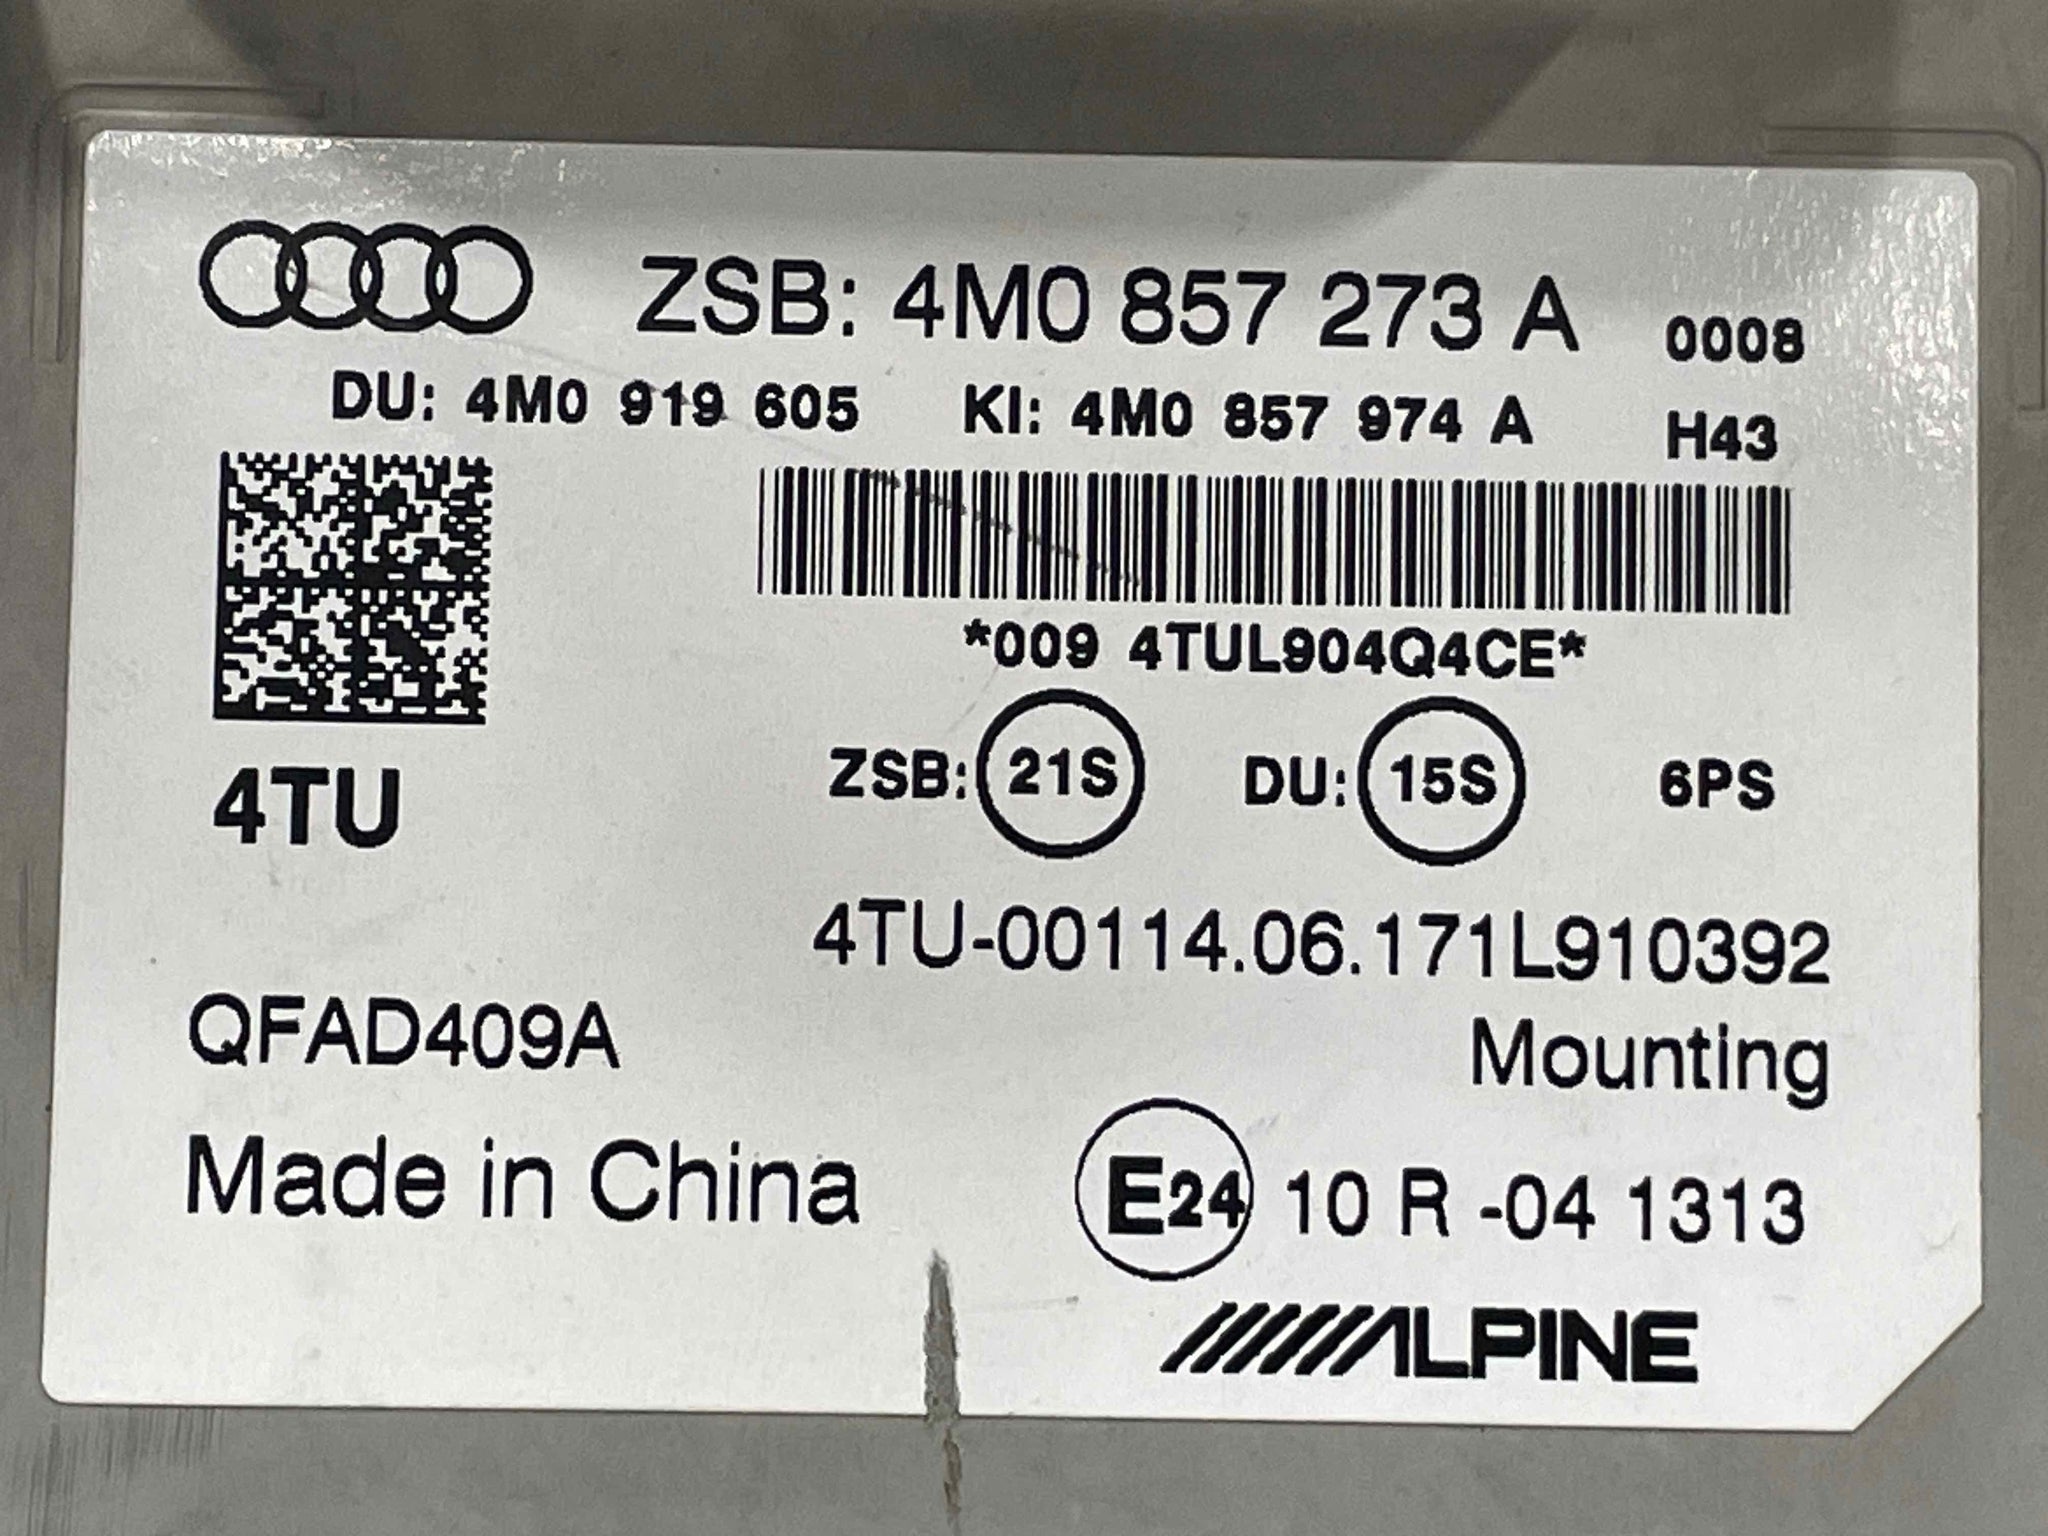 ZSB: 4M0 857 273 A 0008
DU: 4M0 919 605 KI: 4M0 857 974 A H43
*009 4TUL904Q4CE*
4TU ZSB: 21S DU: 15S 6PS
4TU-00114.06.171L910392
QFAD409A Mounting
Made in China E24 10 R -04 1313
ALPINE